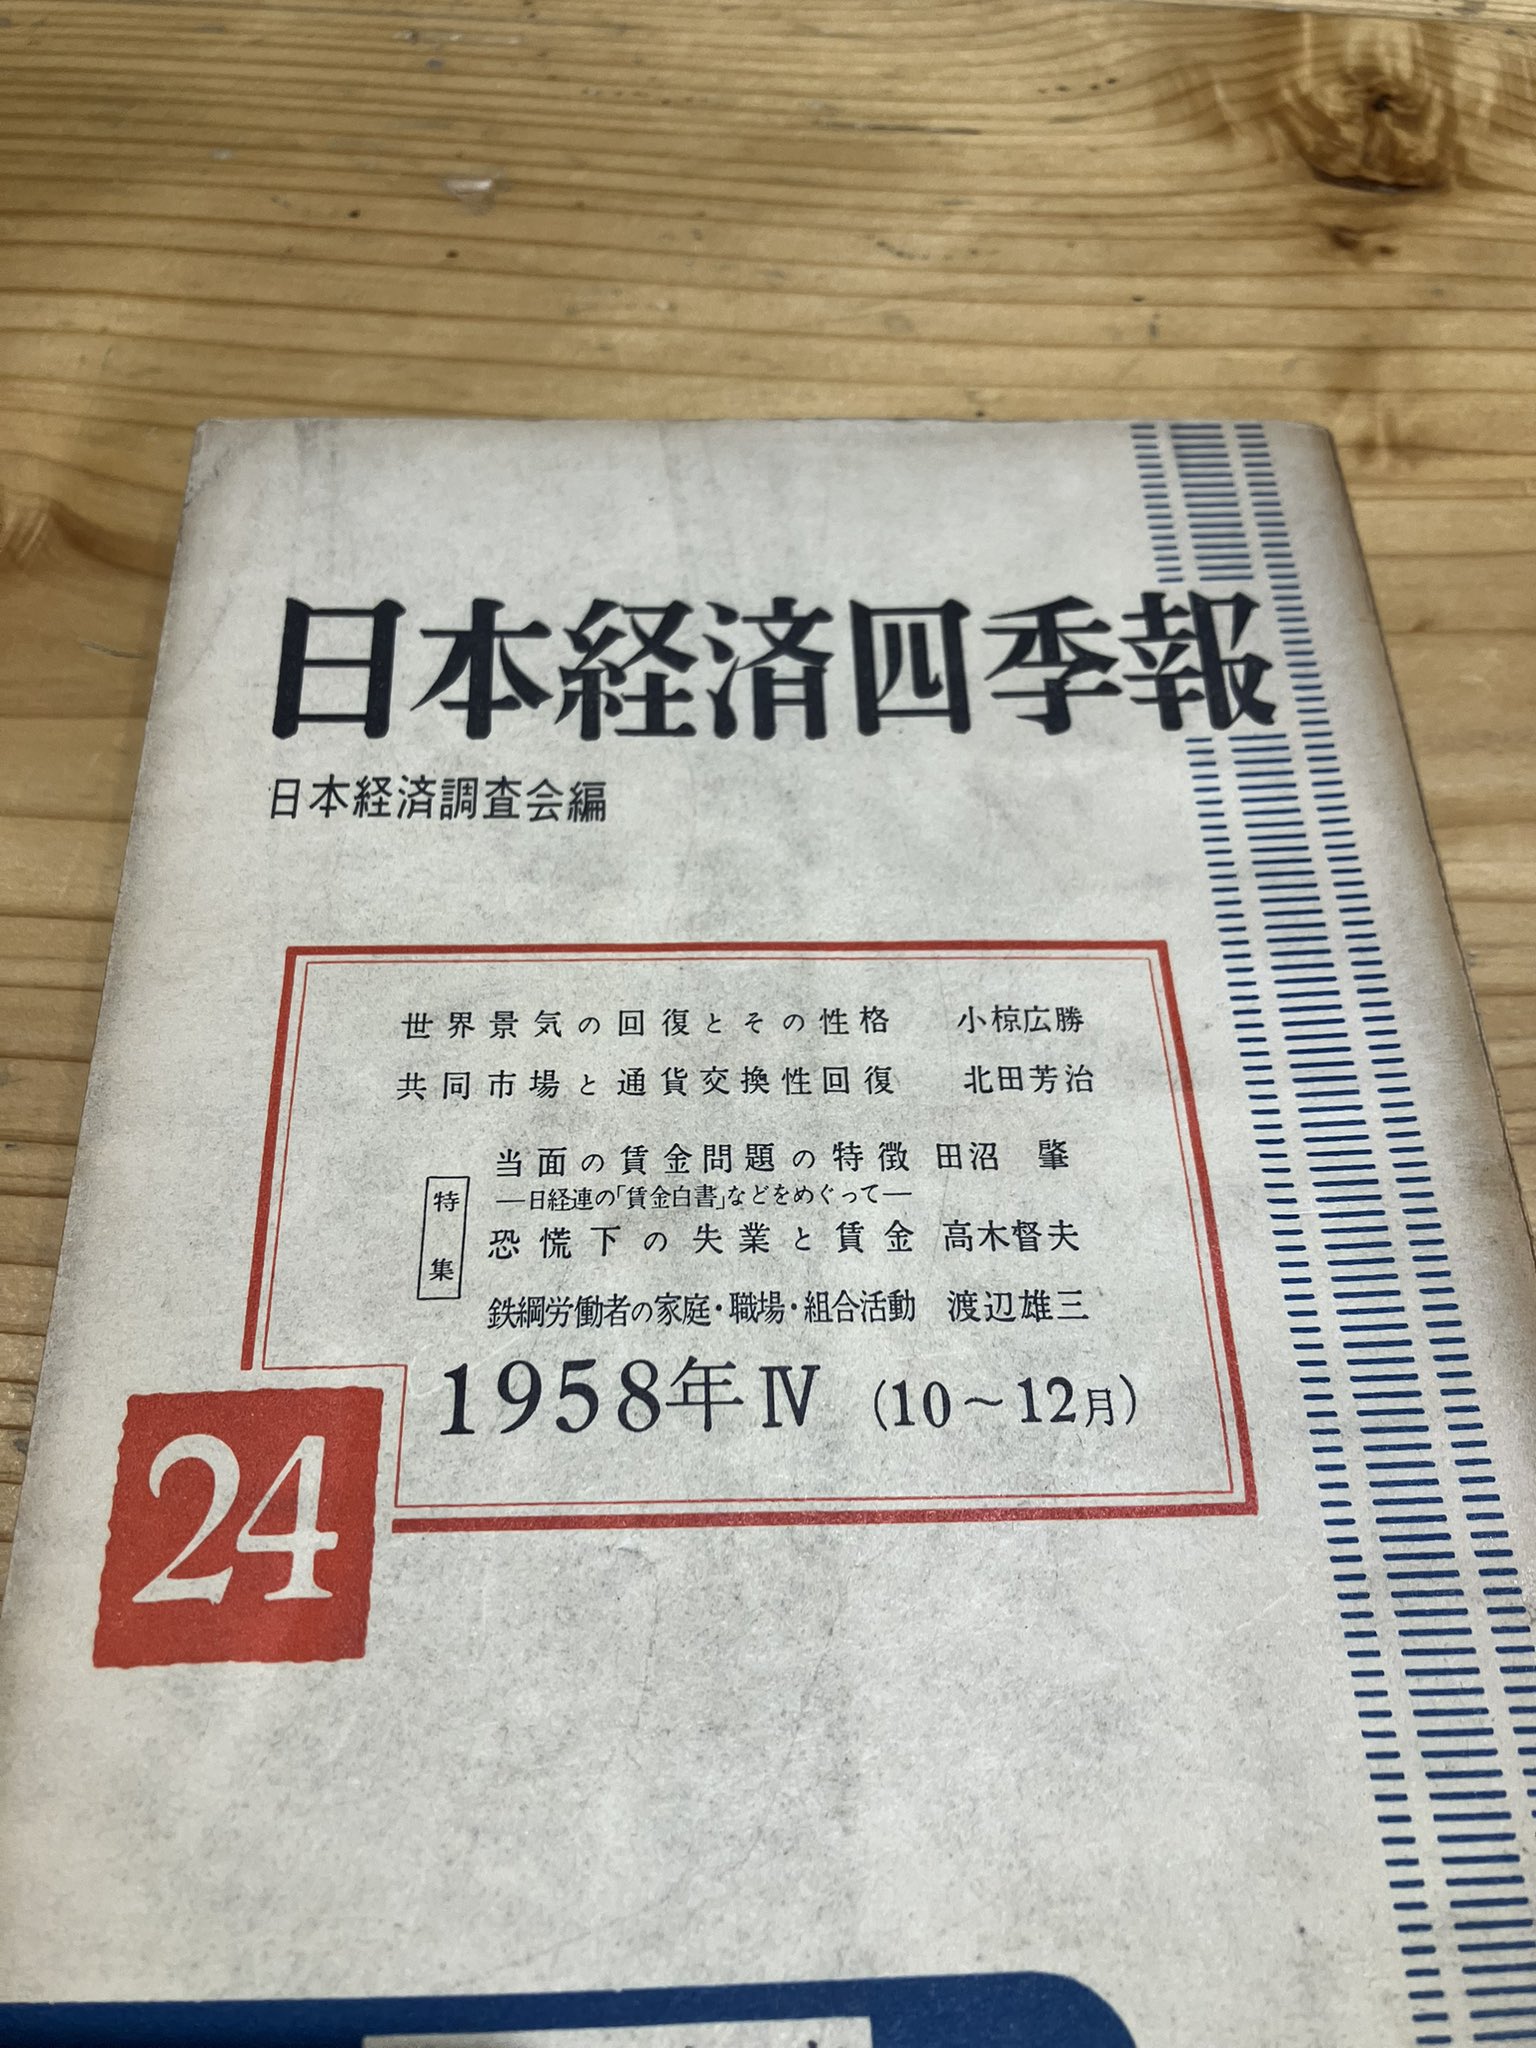 日本経済四季報
日本経済調査会編
世界景気の回復とその性格 小椋広勝
共同市場と通貨交換性回復 北田芳治
特集
当面の賃金問題の特徴 田沼 肇
—日経連の「賃金白書」などをめぐって—
恐慌下の失業と賃金 高木督夫
鉄綱労働者の家庭・職場・組合活動 渡辺雄三
1958年 Ⅳ (10～12月)
24